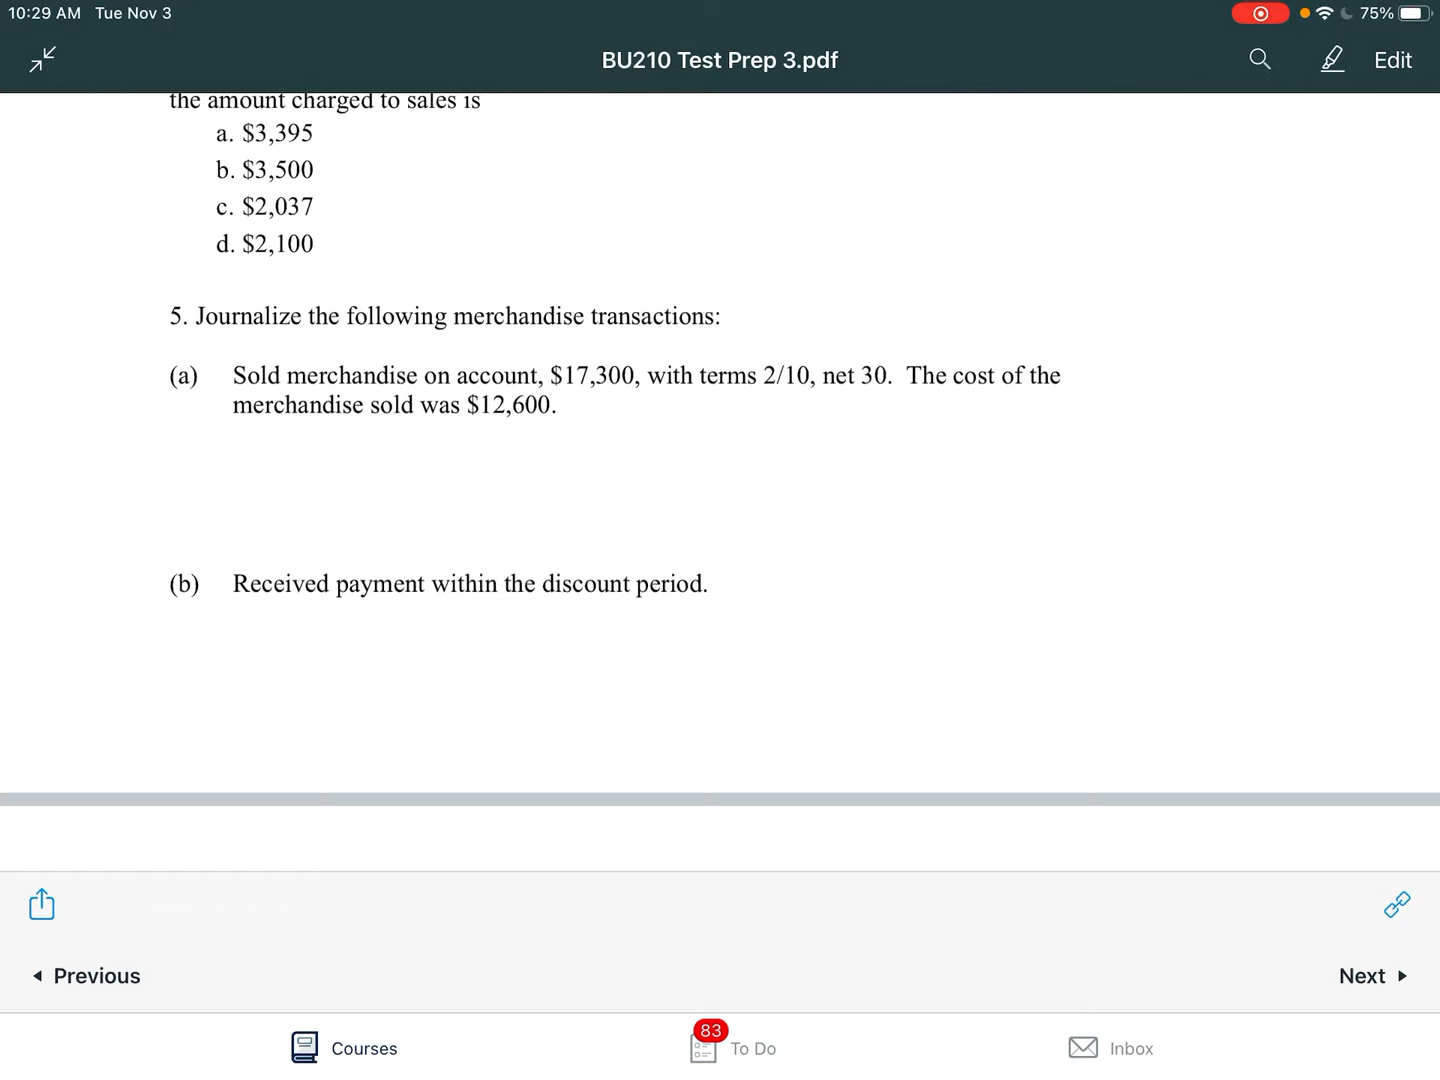 10:29 AM Tue Nov 3
75%
BU210 Test Prep 3.pdf
Edit
the amount charged to sales is
a. $3,395
b. $3,500
c. $2,037
d. $2,100
5. Journalize the following merchandise transactions:
(a) Sold merchandise on account, $17,300, with terms 2/10, net 30. The cost of the
merchandise sold was $12,600.
(b) Received payment within the discount period.
Previous
Next
Courses
83
To Do
Inbox